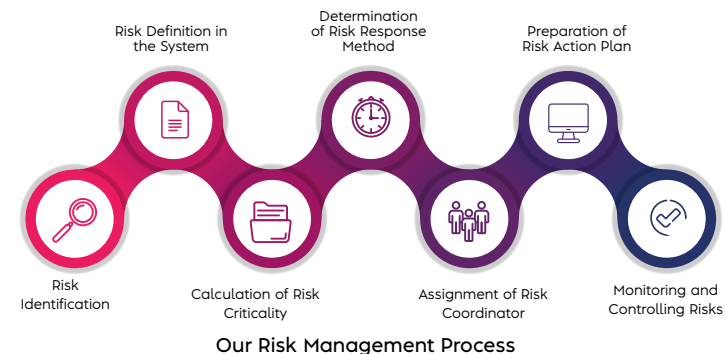 Risk
Identification
Risk Definition in
the System
Calculation of Risk
Criticality
Determination
of Risk Response
Method
Assignment of Risk
Coordinator
Preparation of
Risk Action Plan
Monitoring and
Controlling Risks
Our Risk Management Process